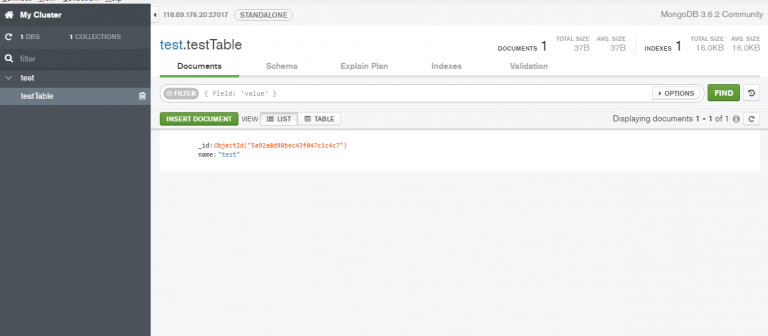 My Cluster
118.89.176.20:27017 STANDALONE
MongoDB 3.6.2 Community
1 DBS 1 COLLECTIONS
filter
test
testTable
test.testTable
DOCUMENTS 1 TOTAL SIZE 37B AVG. SIZE 37B
INDEXES 1 TOTAL SIZE 16.0KB AVG. SIZE 16.0KB
Documents Schema Explain Plan Indexes Validation
FILTER { field: 'value' } OPTIONS FIND
INSERT DOCUMENT VIEW LIST TABLE Displaying documents 1 - 1 of 1
_id:ObjectId("5a92a8d98bec43f047c1c4c7")
name:"test"